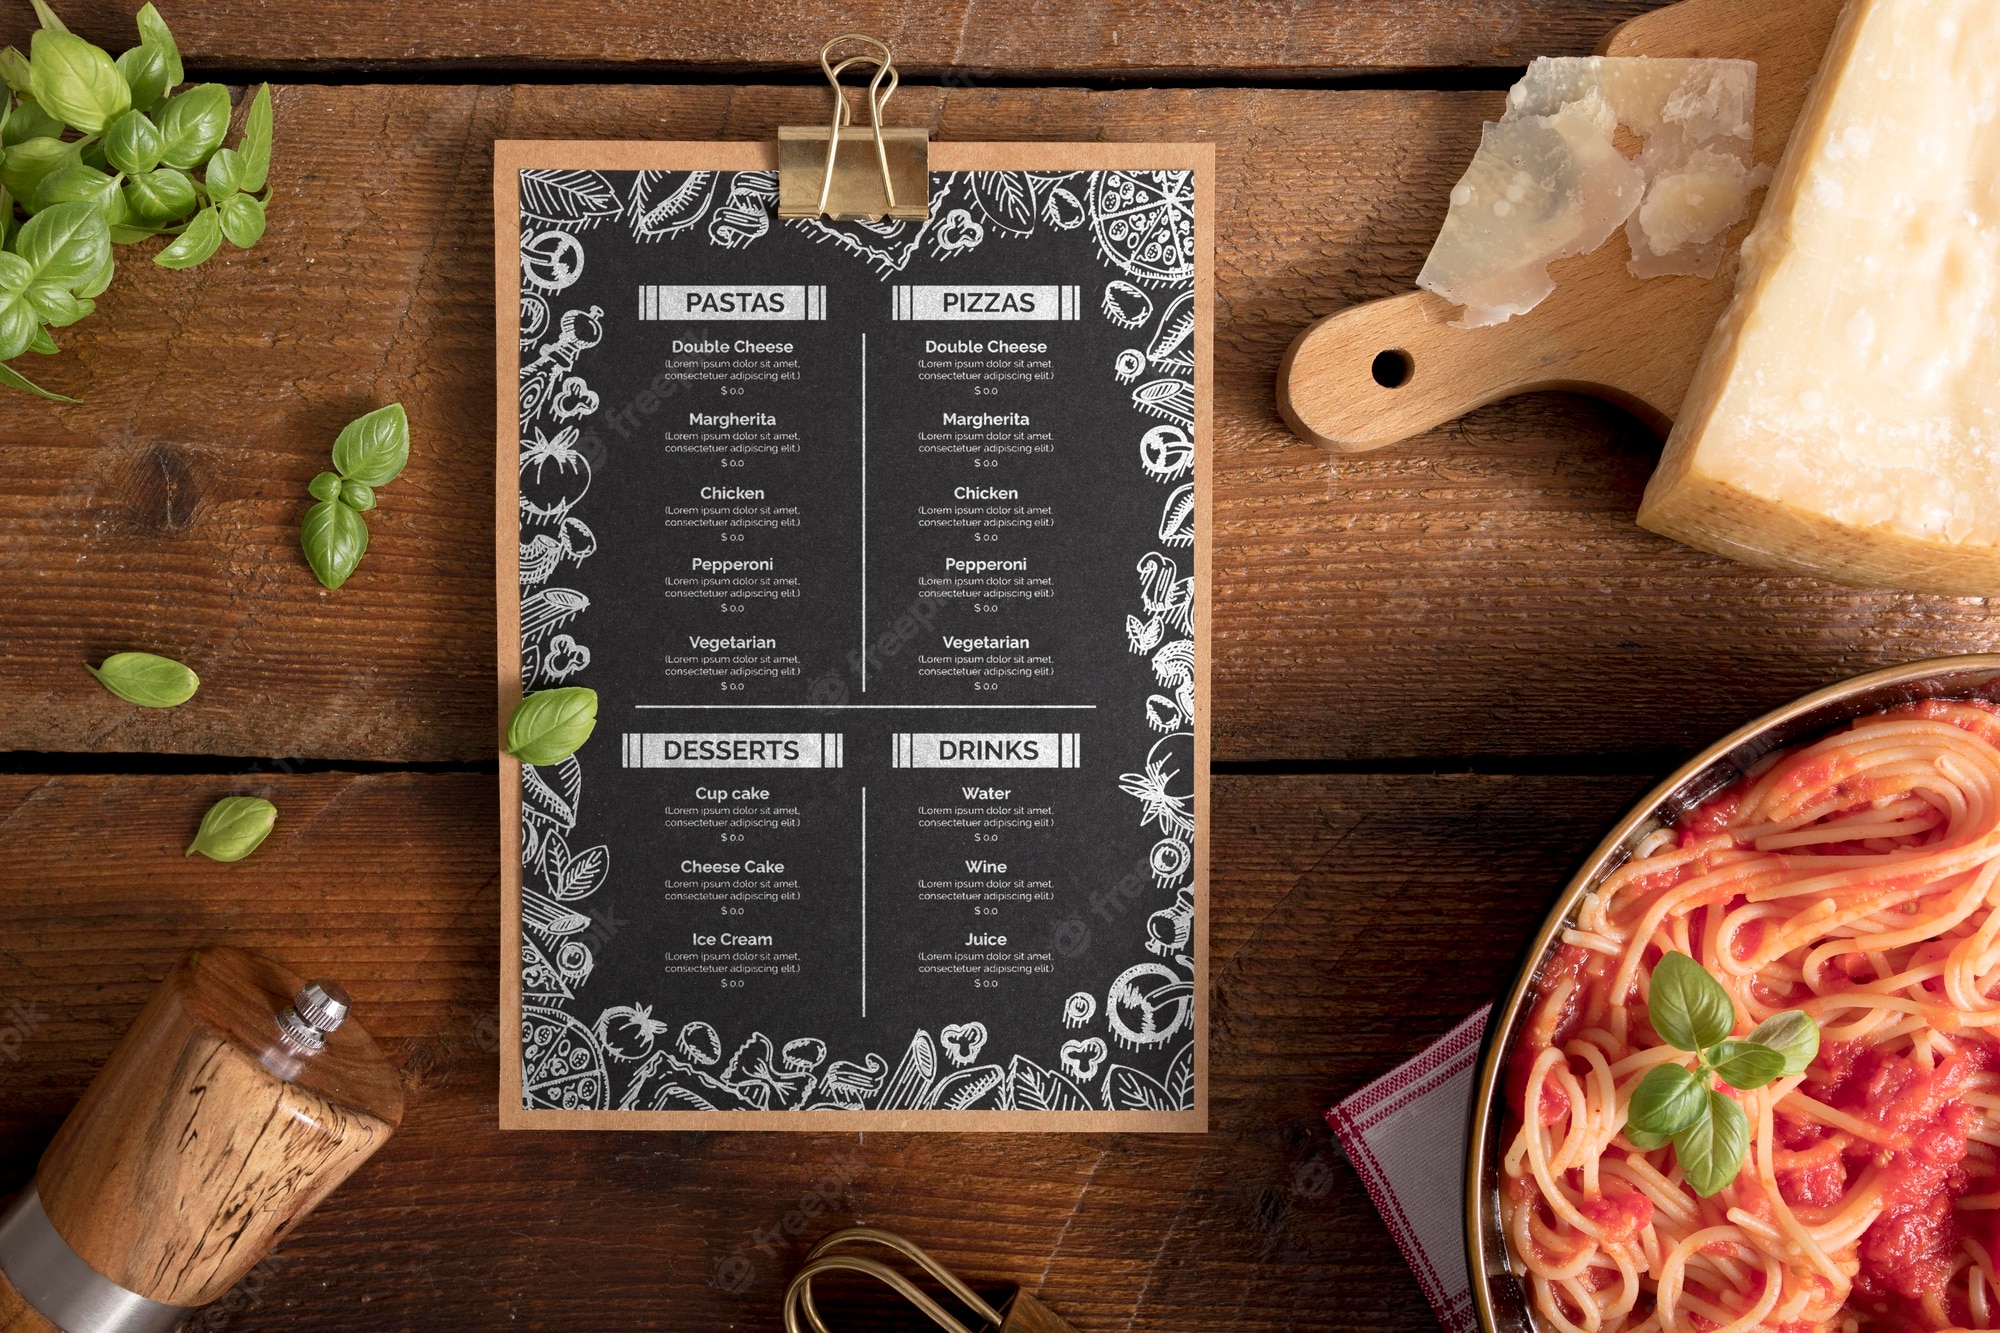 PASTAS
Double Cheese
(Lorem ipsum dolor sit amet,
consectetuer adipiscing elit.)
$ 0.0
Margherita
(Lorem ipsum dolor sit amet,
consectetuer adipiscing elit.)
$ 0.0
Chicken
(Lorem ipsum dolor sit amet,
consectetuer adipiscing elit.)
$ 0.0
Pepperoni
(Lorem ipsum dolor sit amet,
consectetuer adipiscing elit.)
$ 0.0
Vegetarian
(Lorem ipsum dolor sit amet,
consectetuer adipiscing elit.)
$ 0.0
PIZZAS
Double Cheese
(Lorem ipsum dolor sit amet,
consectetuer adipiscing elit.)
$ 0.0
Margherita
(Lorem ipsum dolor sit amet,
consectetuer adipiscing elit.)
$ 0.0
Chicken
(Lorem ipsum dolor sit amet,
consectetuer adipiscing elit.)
$ 0.0
Pepperoni
(Lorem ipsum dolor sit amet,
consectetuer adipiscing elit.)
$ 0.0
Vegetarian
(Lorem ipsum dolor sit amet,
consectetuer adipiscing elit.)
$ 0.0
DESSERTS
Cup cake
(Lorem ipsum dolor sit amet,
consectetuer adipiscing elit.)
$ 0.0
Cheese Cake
(Lorem ipsum dolor sit amet,
consectetuer adipiscing elit.)
$ 0.0
Ice Cream
(Lorem ipsum dolor sit amet,
consectetuer adipiscing elit.)
$ 0.0
DRINKS
Water
(Lorem ipsum dolor sit amet,
consectetuer adipiscing elit.)
$ 0.0
Wine
(Lorem ipsum dolor sit amet,
consectetuer adipiscing elit.)
$ 0.0
Juice
(Lorem ipsum dolor sit amet,
consectetuer adipiscing elit.)
$ 0.0
freepik
freepik
freepik
freepik